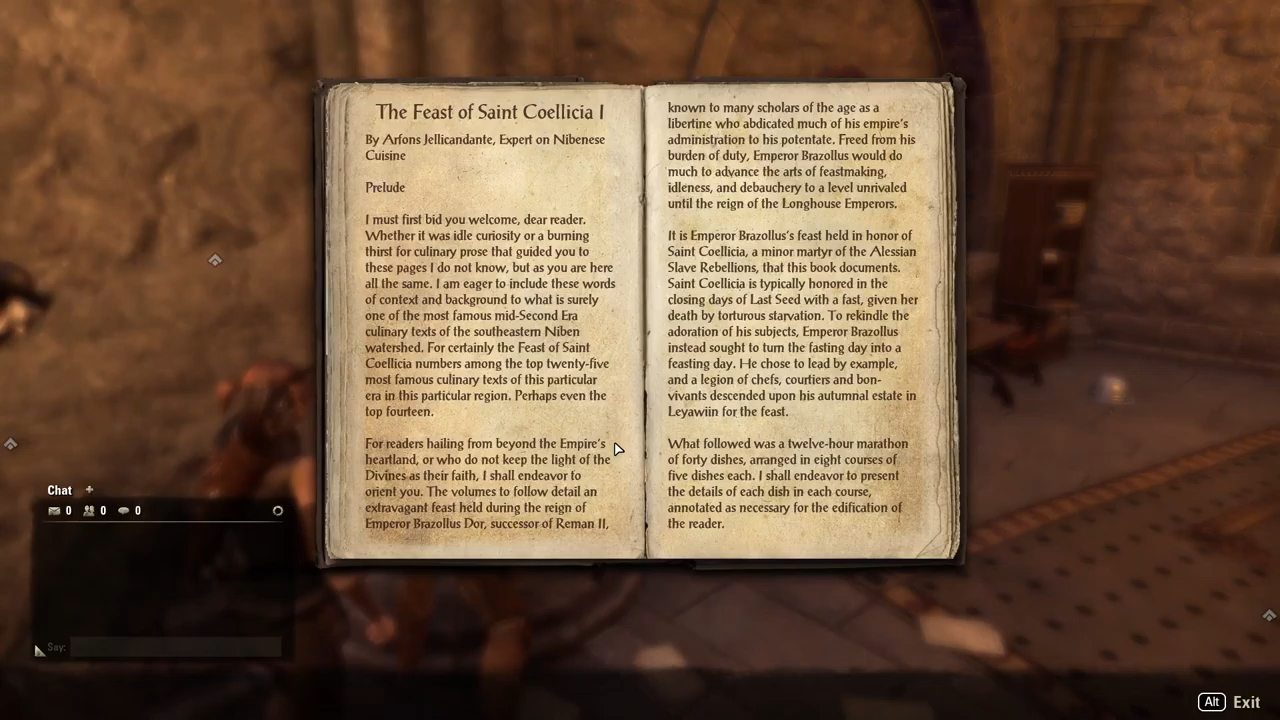 The Feast of Saint Coellicia I
By Arfons Jellicandante, Expert on Nibenese
Cuisine
Prelude
I must first bid you welcome, dear reader.
Whether it was idle curiosity or a burning
thirst for culinary prose that guided you to
these pages I do not know, but as you are here
all the same. I am eager to include these words
of context and background to what is surely
one of the most famous mid-Second Era
culinary texts of the southeastern Niben
watershed. For certainly the Feast of Saint
Coellicia numbers among the top twenty-five
most famous culinary texts of this particular
era in this particular region. Perhaps even the
top fourteen.
For readers hailing from beyond the Empire's
heartland, or who do not keep the light of the
Divines as their faith, I shall endeavor to
orient you. The volumes to follow detail an
extravagant feast held during the reign of
Emperor Brazollus Dor, successor of Reman II,
known to many scholars of the age as a
libertine who abdicated much of his empire's
administration to his potentate. Freed from his
burden of duty, Emperor Brazollus would do
much to advance the arts of feastmaking,
idleness, and debauchery to a level unrivaled
until the reign of the Longhouse Emperors.
It is Emperor Brazollus's feast held in honor of
Saint Coellicia, a minor martyr of the Alessian
Slave Rebellions, that this book documents.
Saint Coellicia is typically honored in the
closing days of Last Seed with a fast, given her
death by torturous starvation. To rekindle the
adoration of his subjects, Emperor Brazollus
instead sought to turn the fasting day into a
feasting day. He chose to lead by example,
and a legion of chefs, courtiers and bon-
vivants descended upon his autumnal estate in
Leyawiin for the feast.
What followed was a twelve-hour marathon
of forty dishes, arranged in eight courses of
five dishes each. I shall endeavor to present
the details of each dish in each course,
annotated as necessary for the edification of
the reader.
Chat +
0 0 0
Say:
Alt Exit